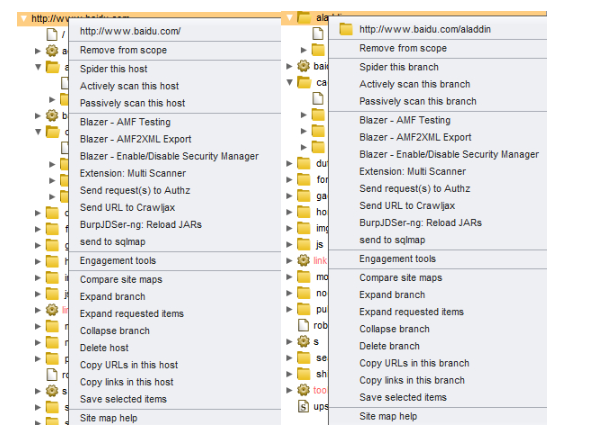 http://www.baidu.com
http://www.baidu.com/
Remove from scope
Spider this host
Actively scan this host
Passively scan this host
Blazer - AMF Testing
Blazer - AMF2XML Export
Blazer - Enable/Disable Security Manager
Extension: Multi Scanner
Send request(s) to Authz
Send URL to Crawljax
BurpJDSer-ng: Reload JARs
send to sqlmap
Engagement tools
Compare site maps
Expand branch
Expand requested items
Collapse branch
Delete host
Copy URLs in this host
Copy links in this host
Save selected items
Site map help
aladdin
http://www.baidu.com/aladdin
Remove from scope
Spider this branch
Actively scan this branch
Passively scan this branch
Blazer - AMF Testing
Blazer - AMF2XML Export
Blazer - Enable/Disable Security Manager
Extension: Multi Scanner
Send request(s) to Authz
Send URL to Crawljax
BurpJDSer-ng: Reload JARs
send to sqlmap
Engagement tools
Compare site maps
Expand branch
Expand requested items
Collapse branch
Delete branch
Copy URLs in this branch
Copy links in this branch
Save selected items
Site map help
bai
ca
du
for
ga
ho
img
js
link
mo
no
pu
rob
s
se
sh
too
ups